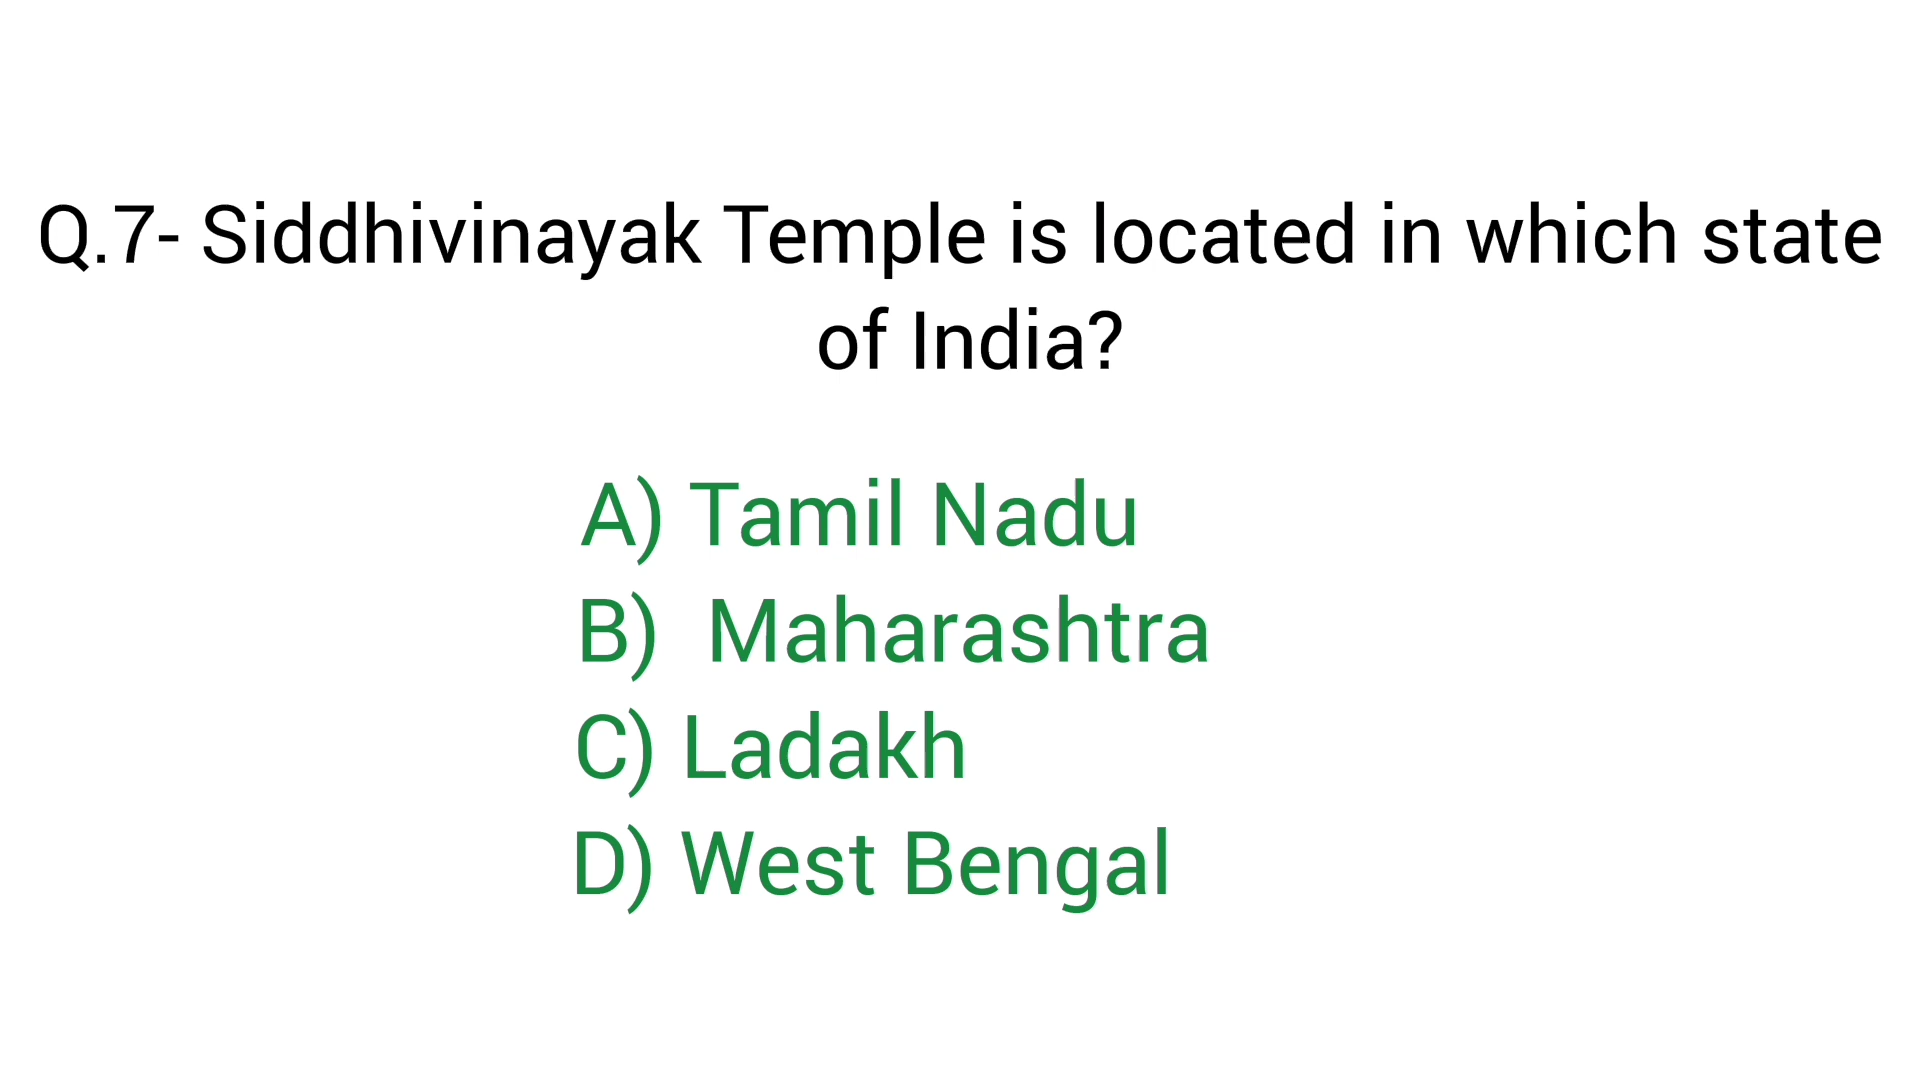 Q.7- Siddhivinayak Temple is located in which state
of India?
A) Tamil Nadu
B) Maharashtra
C) Ladakh
D) West Bengal